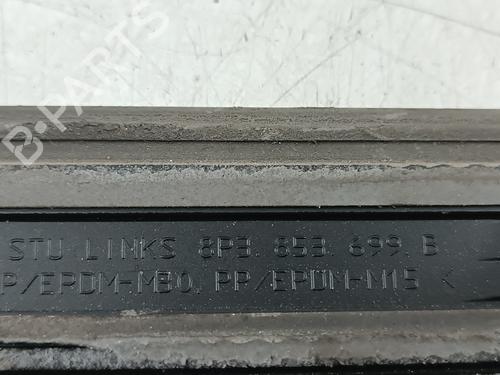 B-PARTS
STU LINKS 8P3.853.699.B
P/EPDM-M30, PP/EPDM-M15 <